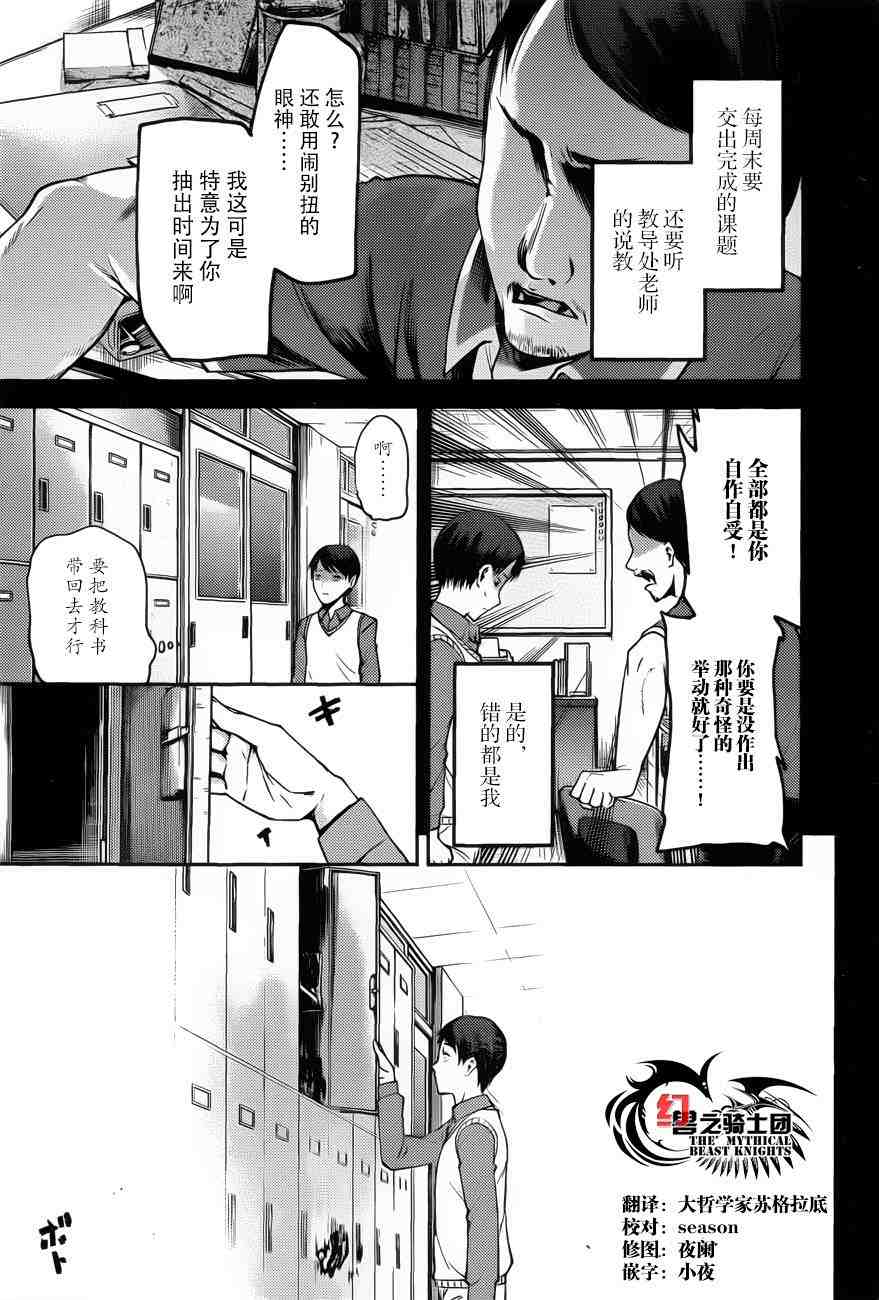 每周末要
交出完成的课题
还要听
教导处老师
的说教
怎么？
还敢用闹别扭的
眼神……
我这可是
特意为了你
抽出时间来啊
全部都是你
自作自受！
你要是没作出
那种奇怪的
举动就好了……！
是的，
错的都是我
啊……
要把教科书
带回去才行
ギ
ィ
ボト
幻兽之骑士团
THE MYTHICAL
BEAST KNIGHTS
翻译：大哲学家苏格拉底
校对：season
修图：夜阑
嵌字：小夜